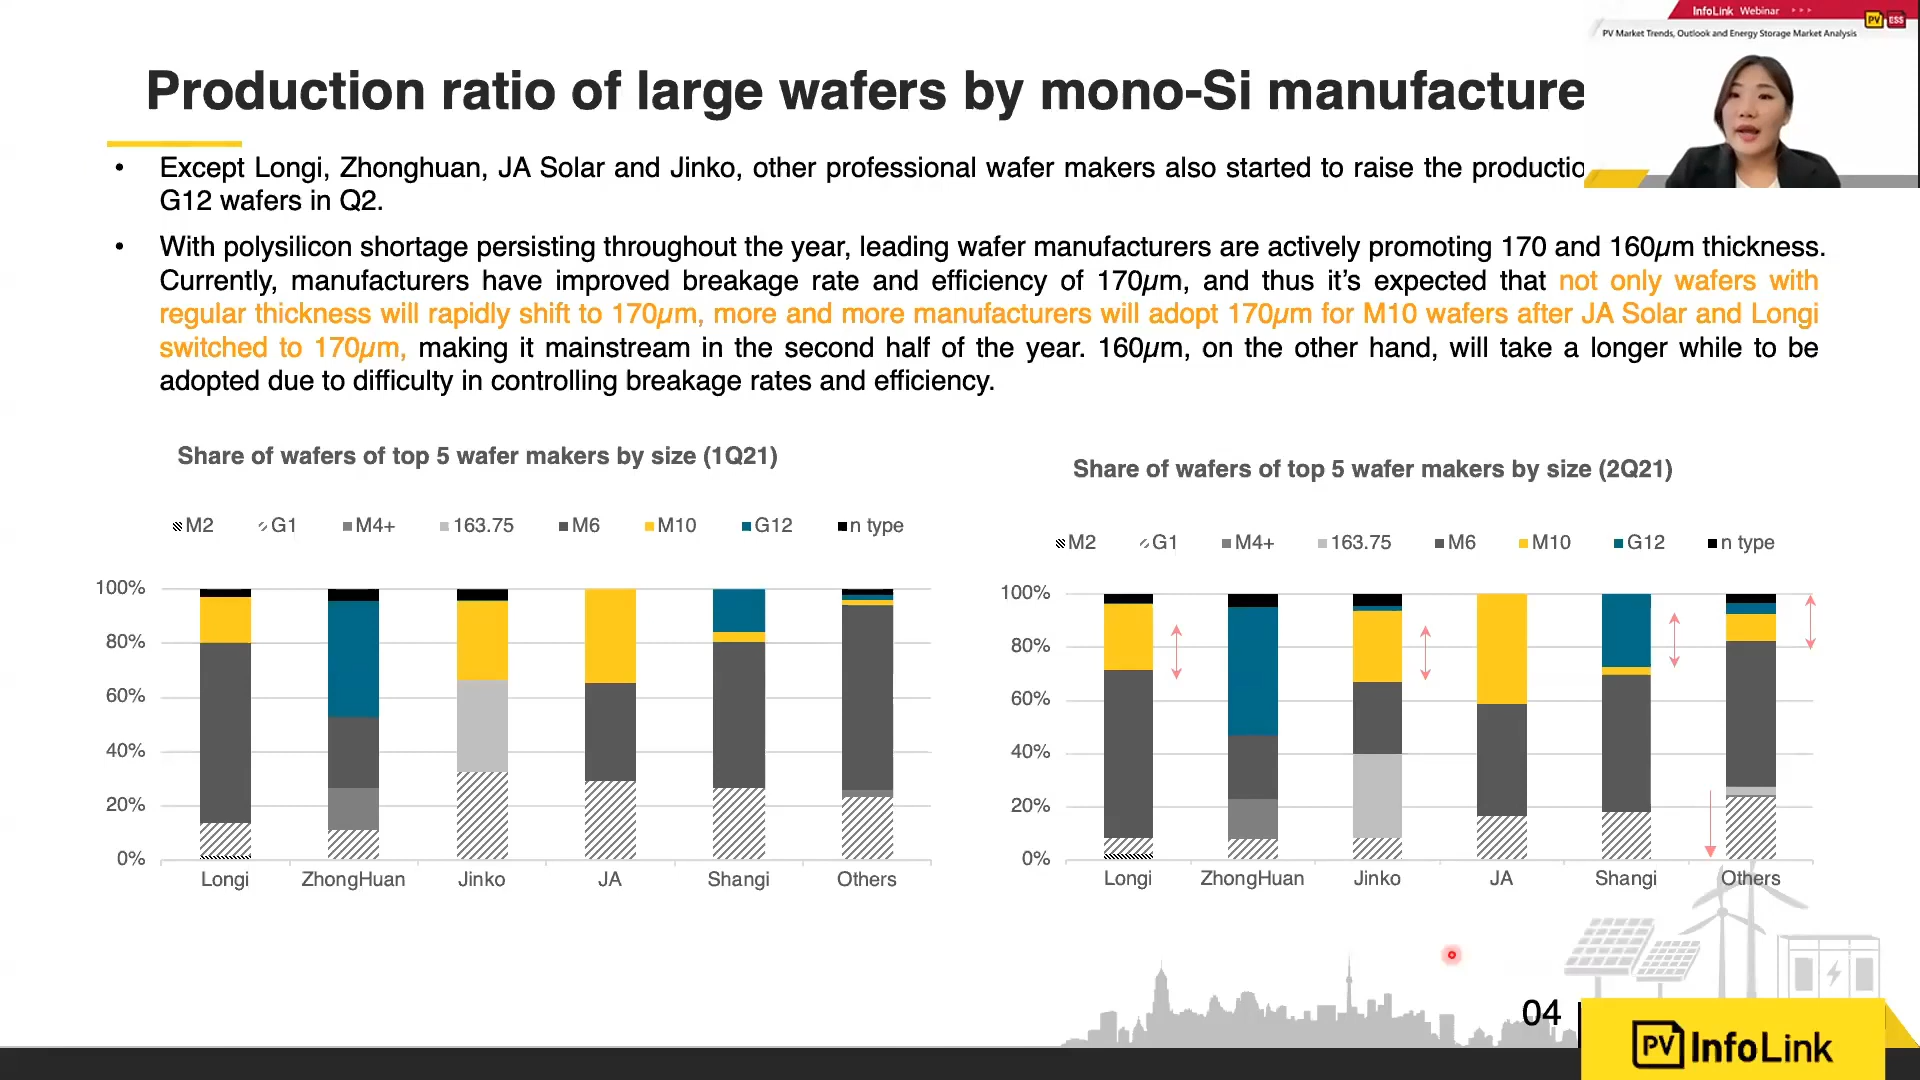 InfoLink Webinar > > >
PV ESS
PV Market Trends, Outlook and Energy Storage Market Analysis
Production ratio of large wafers by mono-Si manufacture
• Except Longi, Zhonghuan, JA Solar and Jinko, other professional wafer makers also started to raise the productio
G12 wafers in Q2.
• With polysilicon shortage persisting throughout the year, leading wafer manufacturers are actively promoting 170 and 160μm thickness.
Currently, manufacturers have improved breakage rate and efficiency of 170μm, and thus it’s expected that not only wafers with
regular thickness will rapidly shift to 170μm, more and more manufacturers will adopt 170μm for M10 wafers after JA Solar and Longi
switched to 170μm, making it mainstream in the second half of the year. 160μm, on the other hand, will take a longer while to be
adopted due to difficulty in controlling breakage rates and efficiency.
Share of wafers of top 5 wafer makers by size (1Q21)
M2 G1 M4+ 163.75 M6 M10 G12 n type
100%
80%
60%
40%
20%
0%
Longi ZhongHuan Jinko JA Shangi Others
Share of wafers of top 5 wafer makers by size (2Q21)
M2 G1 M4+ 163.75 M6 M10 G12 n type
100%
80%
60%
40%
20%
0%
Longi ZhongHuan Jinko JA Shangi Others
04
PV InfoLink